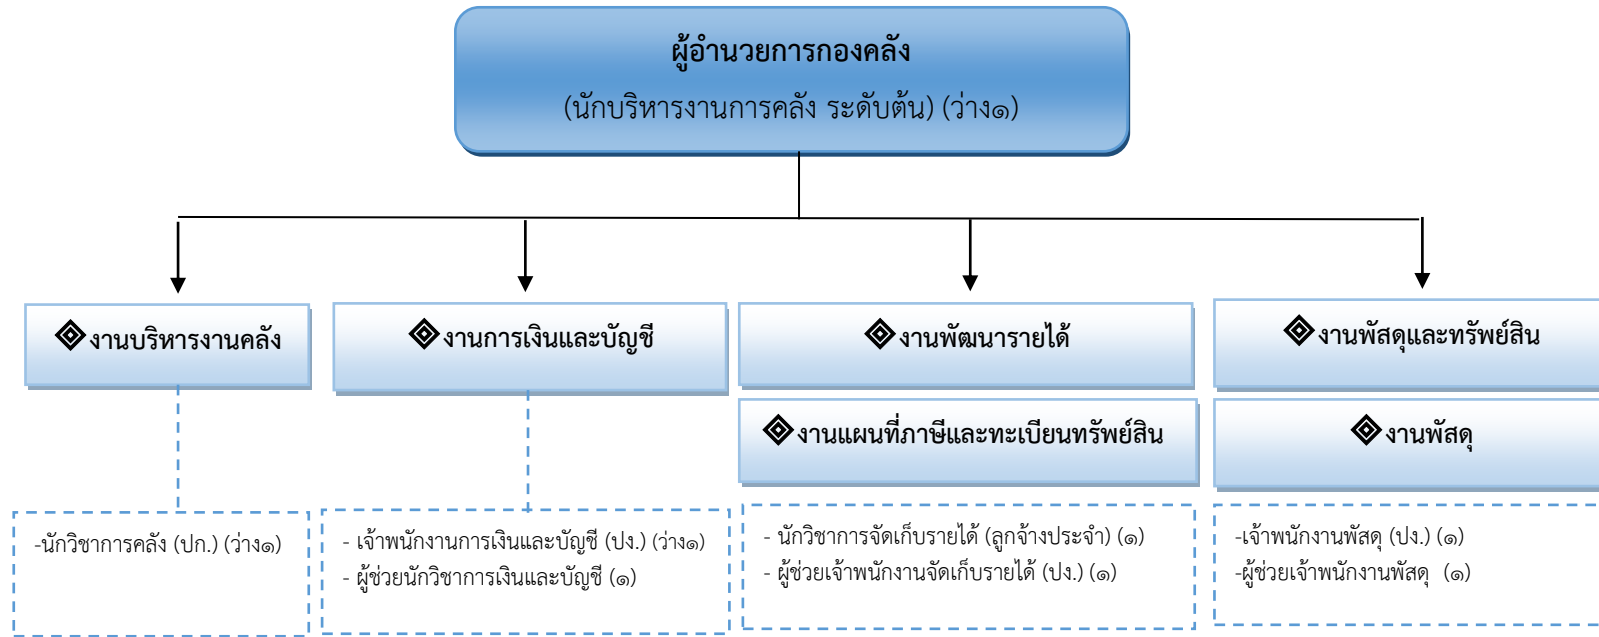 ผู้อำนวยการกองคลัง
(นักบริหารงานการคลัง ระดับต้น) (ว่าง๑)
งานบริหารงานคลัง
งานการเงินและบัญชี
งานพัฒนารายได้
งานพัสดุและทรัพย์สิน
งานแผนที่ภาษีและทะเบียนทรัพย์สิน
งานพัสดุ
-นักวิชาการคลัง (ปก.) (ว่าง๑)
- เจ้าพนักงานการเงินและบัญชี (ปง.) (ว่าง๑)
- ผู้ช่วยนักวิชาการเงินและบัญชี (๑)
- นักวิชาการจัดเก็บรายได้ (ลูกจ้างประจำ) (๑)
- ผู้ช่วยเจ้าพนักงานจัดเก็บรายได้ (ปง.) (๑)
-เจ้าพนักงานพัสดุ (ปง.) (๑)
-ผู้ช่วยเจ้าพนักงานพัสดุ (๑)